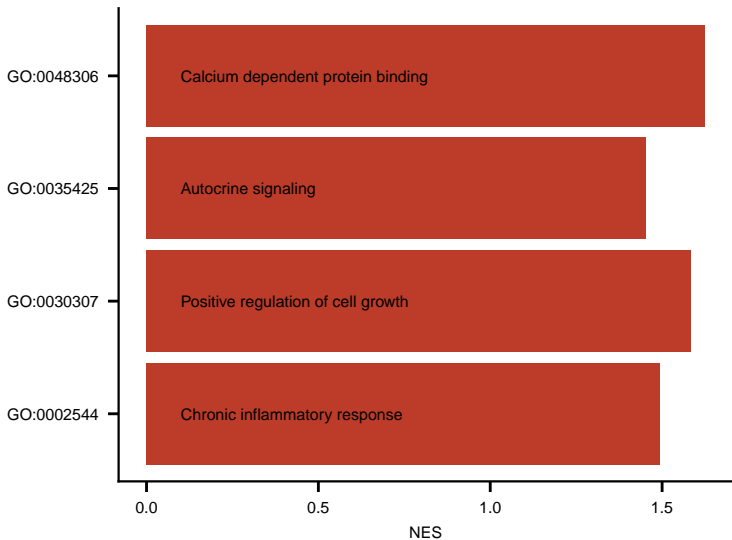 GO:0048306 Calcium dependent protein binding
GO:0035425 Autocrine signaling
GO:0030307 Positive regulation of cell growth
GO:0002544 Chronic inflammatory response
0.0 0.5 1.0 1.5
NES